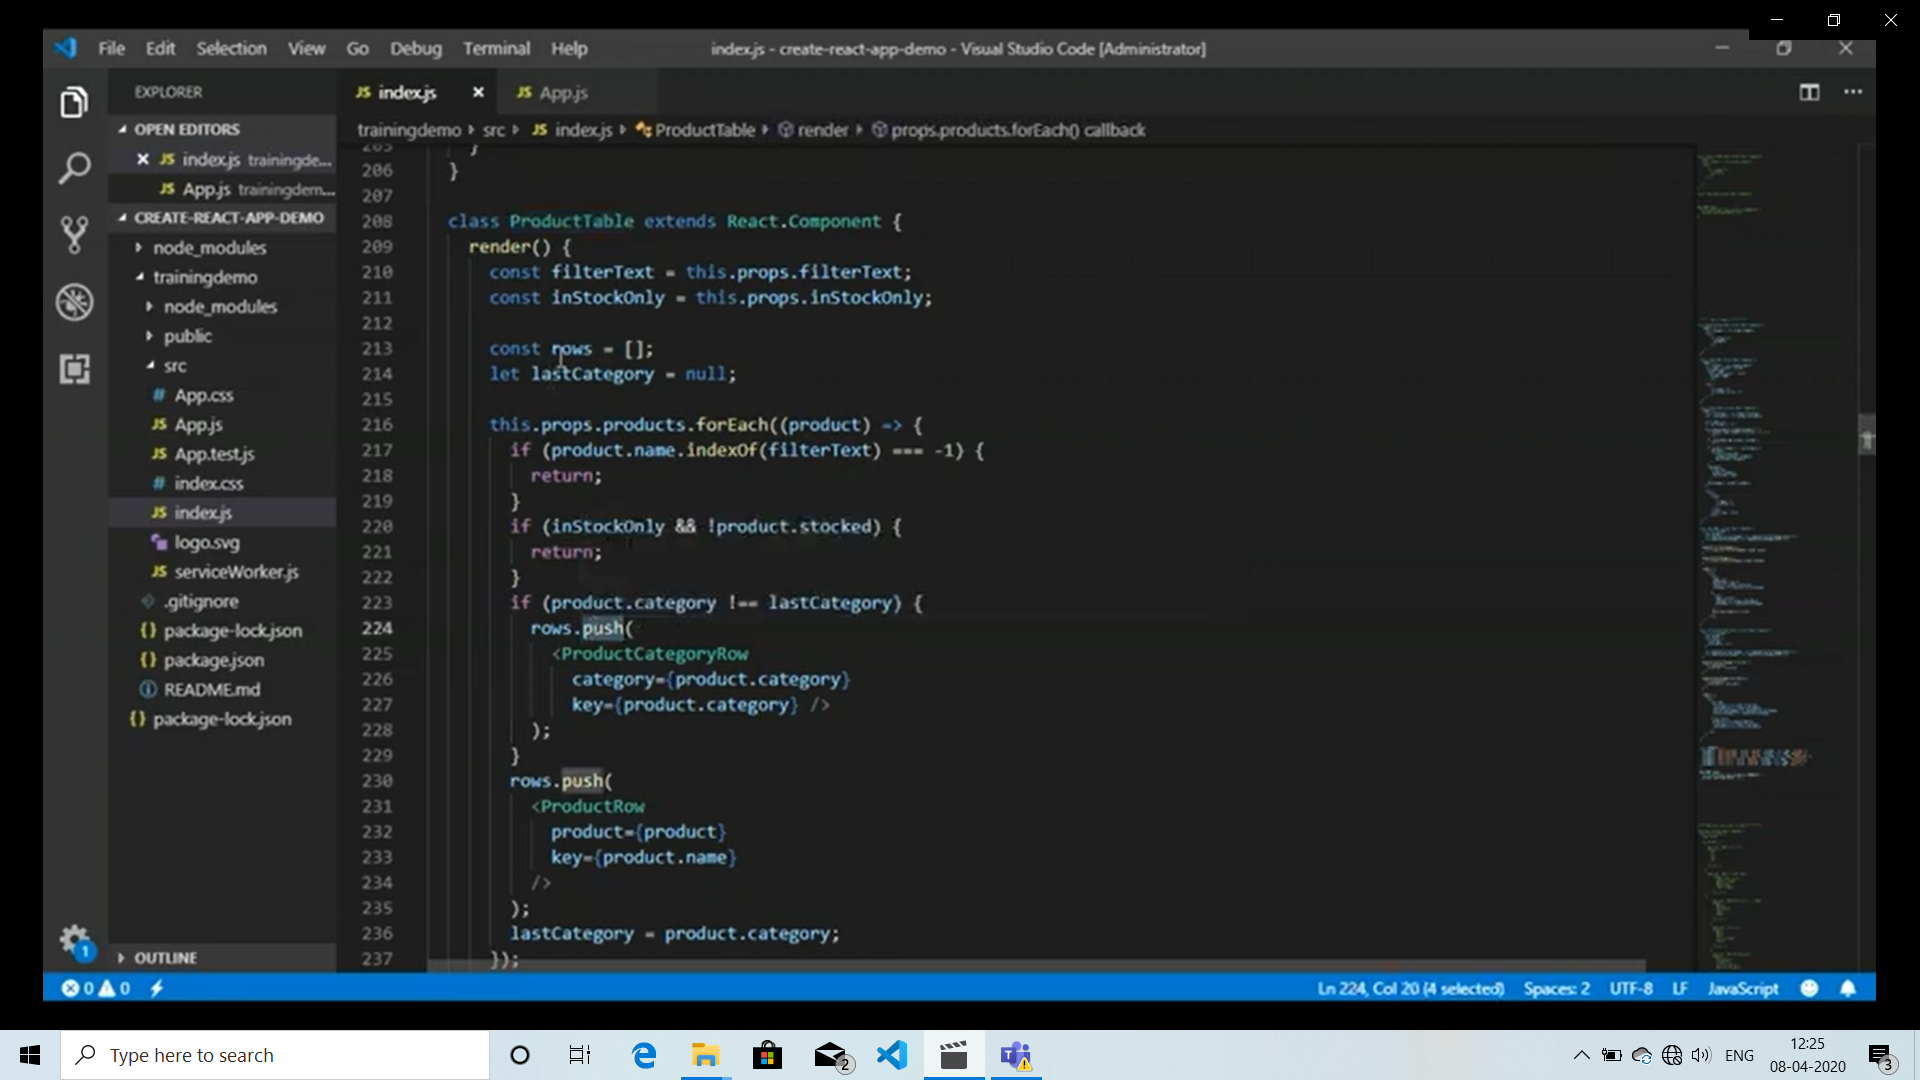 File Edit Selection View Go Debug Terminal Help
index.js - create-react-app-demo - Visual Studio Code [Administrator]
EXPLORER
OPEN EDITORS
index.js trainingde...
App.js trainingdem...
CREATE-REACT-APP-DEMO
node_modules
trainingdemo
node_modules
public
src
App.css
App.js
App.test.js
index.css
index.js
logo.svg
serviceWorker.js
.gitignore
package-lock.json
package.json
README.md
package-lock.json
OUTLINE
index.js App.js
trainingdemo src index.js ProductTable render props.products.forEach() callback
205 }
206 }
207
208 class ProductTable extends React.Component {
209 render() {
210 const filterText = this.props.filterText;
211 const inStockOnly = this.props.inStockOnly;
212
213 const rows = [];
214 let lastCategory = null;
215
216 this.props.products.forEach((product) => {
217 if (product.name.indexOf(filterText) === -1) {
218 return;
219 }
220 if (inStockOnly && !product.stocked) {
221 return;
222 }
223 if (product.category !== lastCategory) {
224 rows.push(
225 <ProductCategoryRow
226 category={product.category}
227 key={product.category} />
228 );
229 }
230 rows.push(
231 <ProductRow
232 product={product}
233 key={product.name}
234 />
235 );
236 lastCategory = product.category;
237 });
0 0 Ln 224, Col 20 (4 selected) Spaces: 2 UTF-8 LF JavaScript
1
Type here to search
2
ENG
12:25
08-04-2020
3